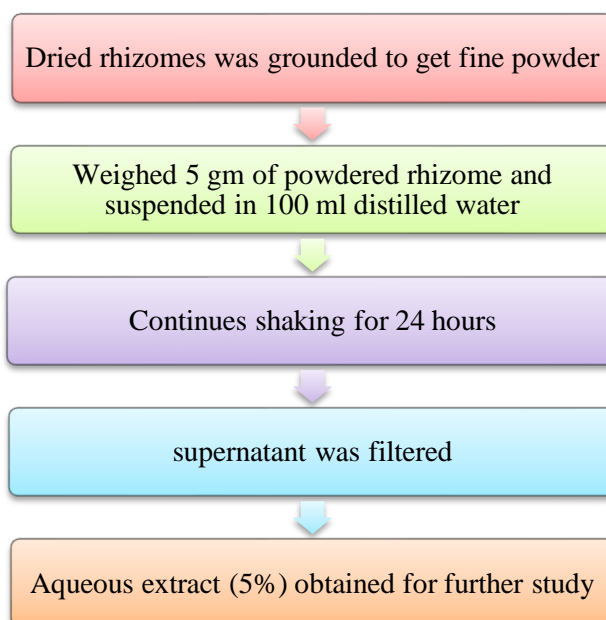 Dried rhizomes was grounded to get fine powder
Weighed 5 gm of powdered rhizome and
suspended in 100 ml distilled water
Continues shaking for 24 hours
supernatant was filtered
Aqueous extract (5%) obtained for further study